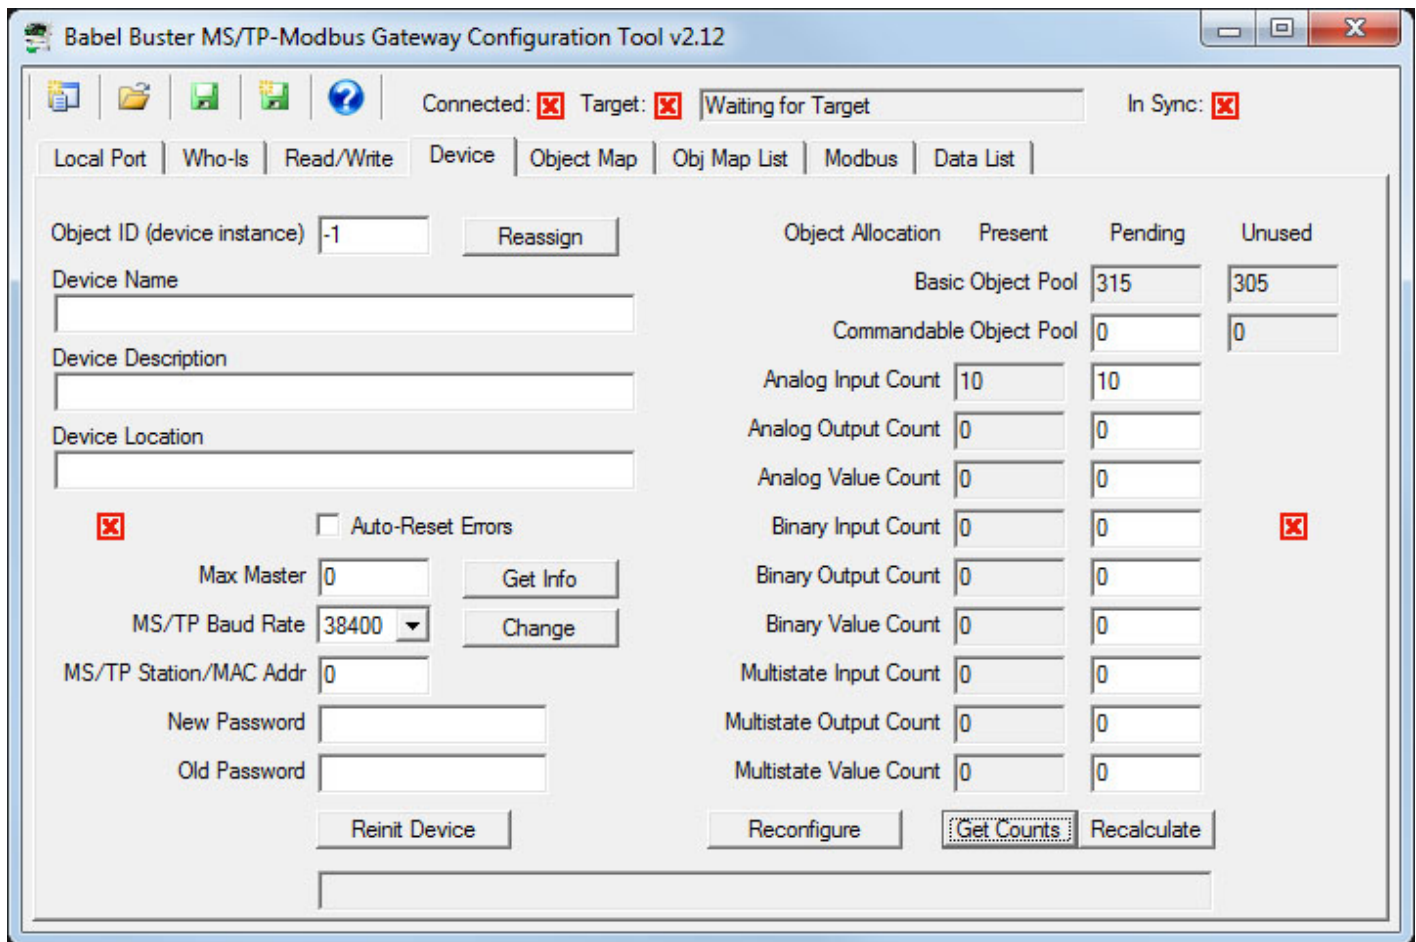 Babel Buster MS/TP-Modbus Gateway Configuration Tool v2.12
Connected: Target: Waiting for Target In Sync:
Local Port Who-Is Read/Write Device Object Map Obj Map List Modbus Data List
Object ID (device instance) -1 Reassign
Device Name
Device Description
Device Location
Auto-Reset Errors
Max Master 0 Get Info
MS/TP Baud Rate 38400 Change
MS/TP Station/MAC Addr 0
New Password
Old Password
Reinit Device
Object Allocation Present Pending Unused
Basic Object Pool 315 305
Commandable Object Pool 0 0
Analog Input Count 10 10
Analog Output Count 0 0
Analog Value Count 0 0
Binary Input Count 0 0
Binary Output Count 0 0
Binary Value Count 0 0
Multistate Input Count 0 0
Multistate Output Count 0 0
Multistate Value Count 0 0
Reconfigure Get Counts Recalculate